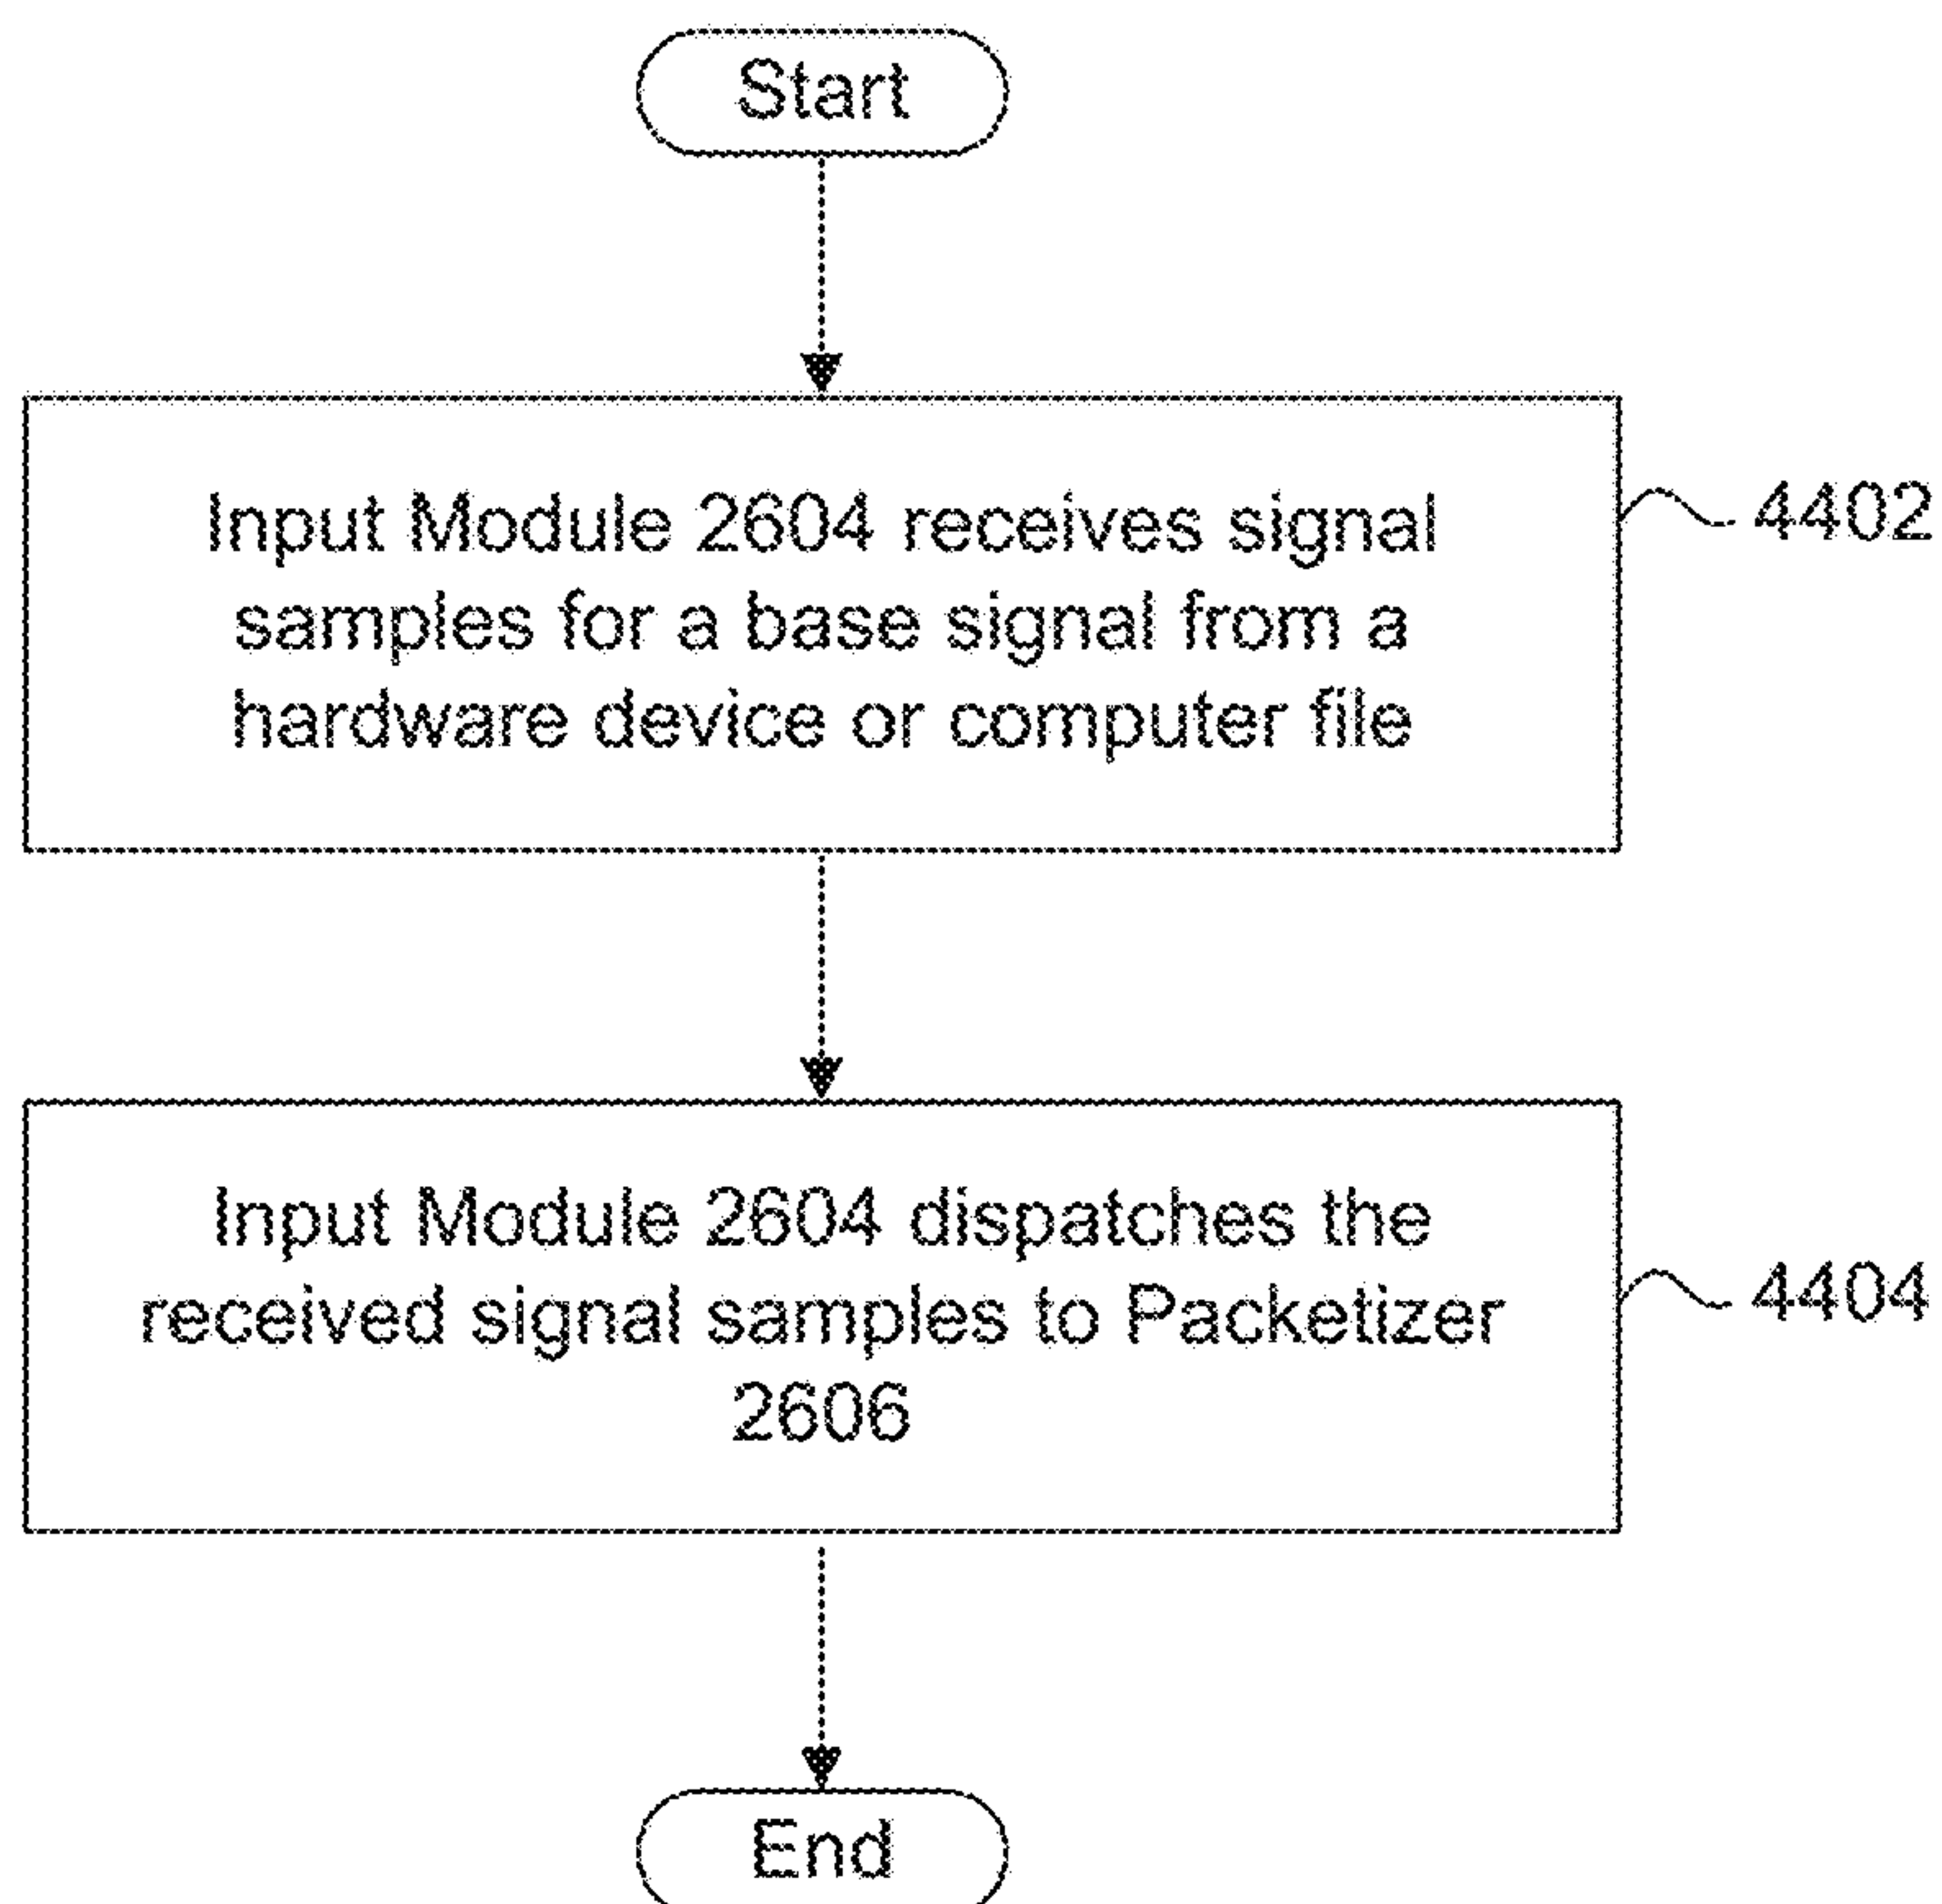 Start
Input Module 2604 receives signal
samples for a base signal from a
hardware device or computer file
4402
Input Module 2604 dispatches the
received signal samples to Packetizer
2606
4404
End